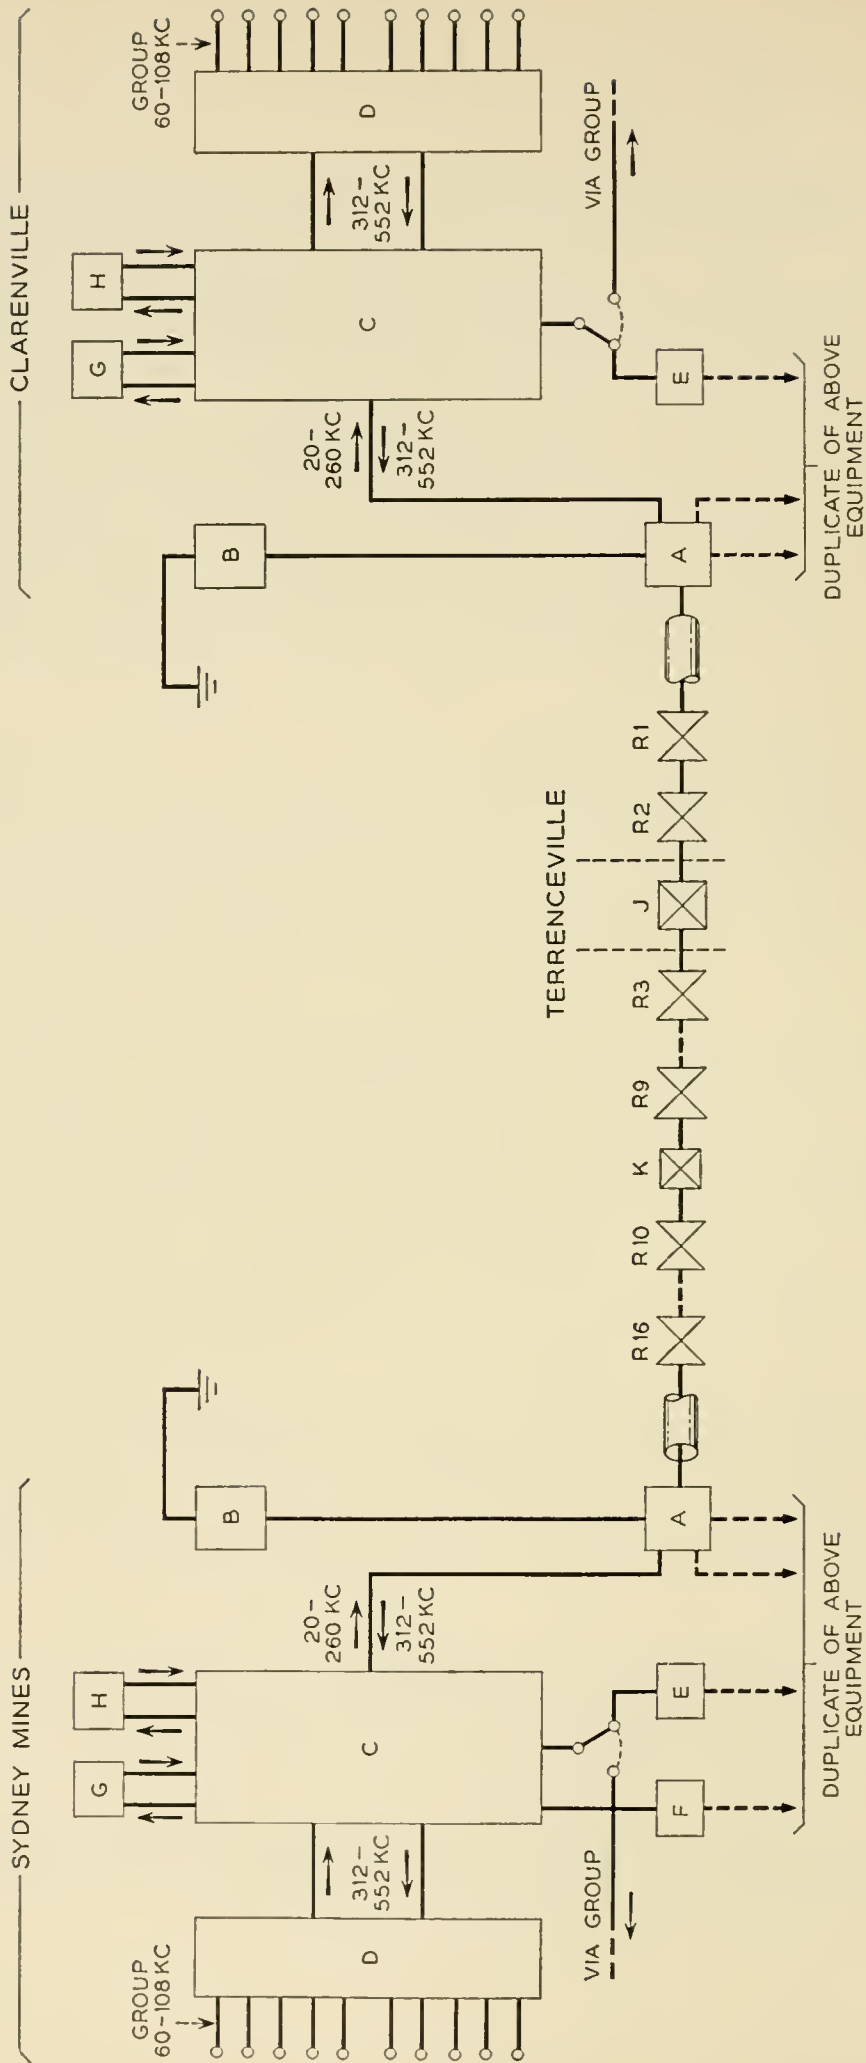 SYDNEY MINES
CLARENVILLE
GROUP
60-108 KC
D
312-
552 KC
G
H
C
20-
260 KC
312-
552 KC
B
A
VIA GROUP
F
E
DUPLICATE OF ABOVE
EQUIPMENT
R16
R10
K
R9
R3
TERRENCEVILLE
J
R2
R1
B
A
20-
260 KC
312-
552 KC
G
H
C
312-
552 KC
GROUP
60-108 KC
D
VIA GROUP
E
DUPLICATE OF ABOVE
EQUIPMENT